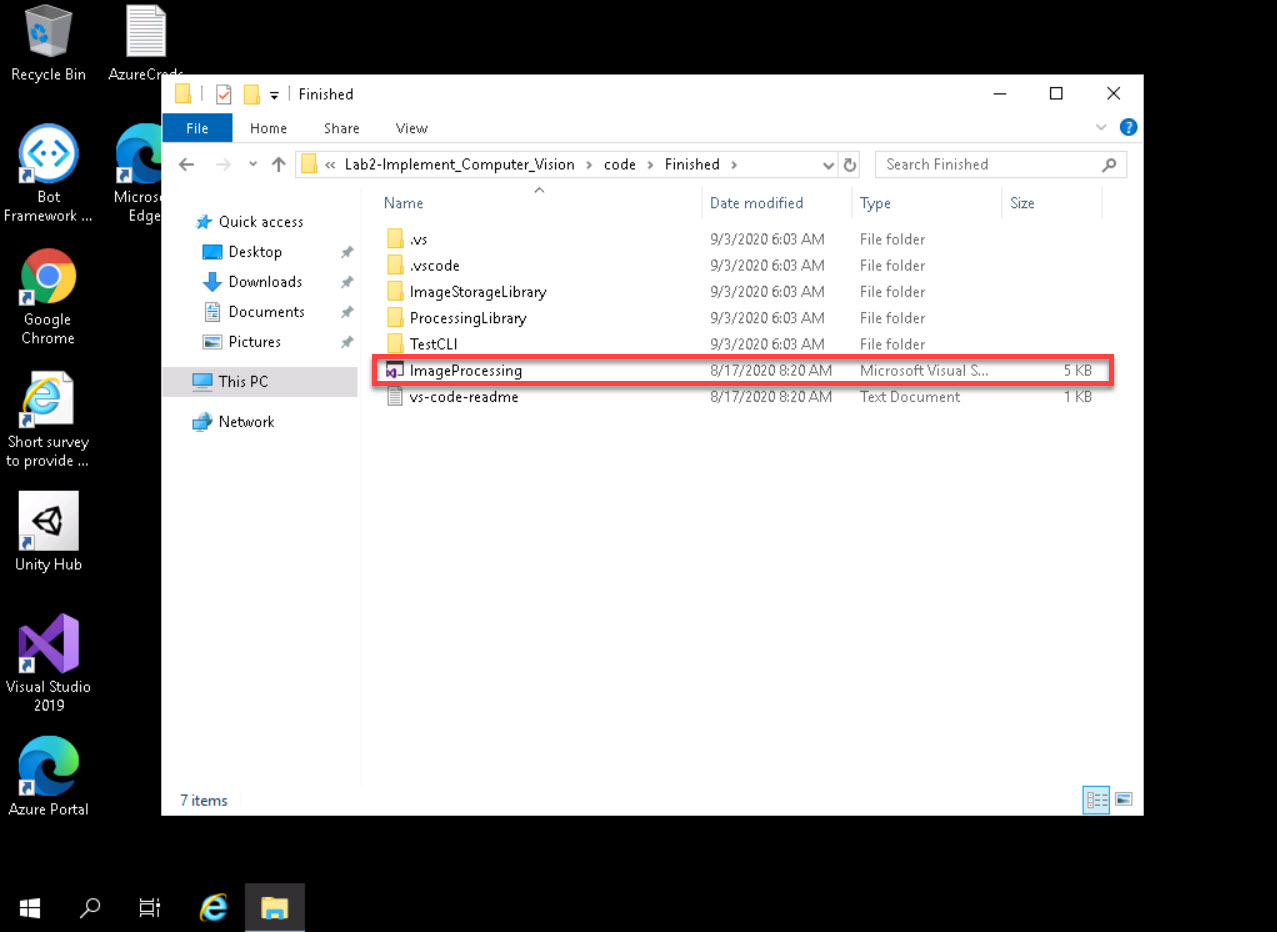 Recycle Bin
AzureCreds
Bot
Framework ...
Microso
Edge
Google
Chrome
Short survey
to provide ...
Unity Hub
Visual Studio
2019
Azure Portal
Finished
File Home Share View
« Lab2-Implement_Computer_Vision › code › Finished ›
Search Finished
Quick access
Desktop
Downloads
Documents
Pictures
This PC
Network
Name Date modified Type Size
.vs 9/3/2020 6:03 AM File folder
.vscode 9/3/2020 6:03 AM File folder
ImageStorageLibrary 9/3/2020 6:03 AM File folder
ProcessingLibrary 9/3/2020 6:03 AM File folder
TestCLI 9/3/2020 6:03 AM File folder
ImageProcessing 8/17/2020 8:20 AM Microsoft Visual S... 5 KB
vs-code-readme 8/17/2020 8:20 AM Text Document 1 KB
7 items